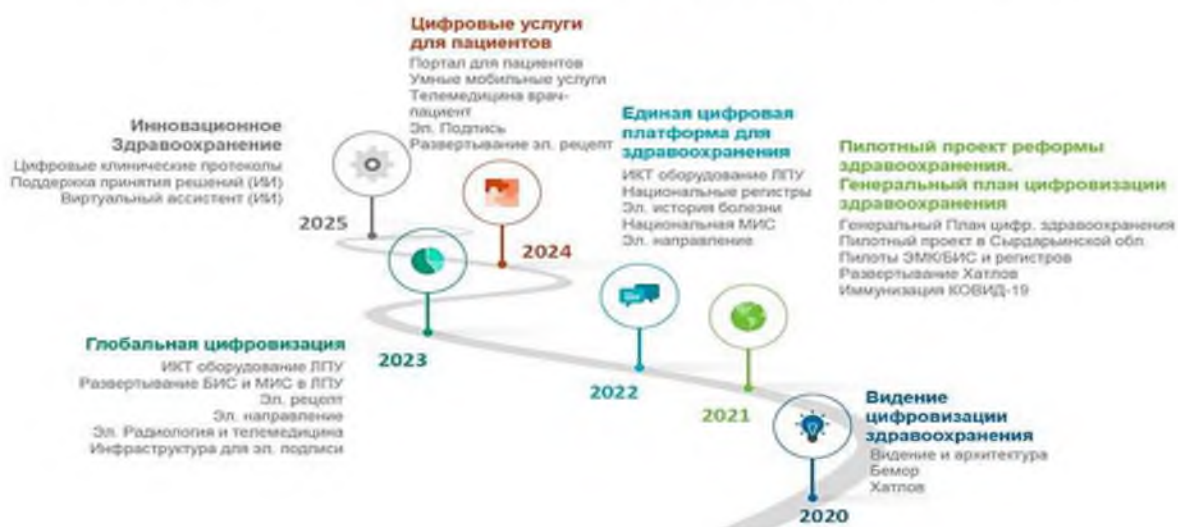 Цифровые услуги
для пациентов
Портал для пациентов
Умные мобильные услуги
Телемедицина врач-
пациент
Эл. Подпись
Развертывание эл. рецепт
Инновационное
Здравоохранение
Цифровые клинические протоколы
Поддержка принятия решений (ИИ)
Виртуальный ассистент (ИИ)
2025
2024
Единая цифровая
платформа для
здравоохранения
ИКТ оборудование ЛПУ
Национальные регистры
Эл. история болезни
Национальная МИС
Эл. направление
Пилотный проект реформы
здравоохранения.
Генеральный план цифровизации
здравоохранения
Генеральный План цифр. здравоохранения
Пилотный проект в Сырдарьинской обл.
Пилоты ЭМК/БИС и регистров
Развертывание Хатлов
Иммунизация КОВИД-19
Глобальная цифровизация
ИКТ оборудование ЛПУ
Развертывание БИС и МИС в ЛПУ
Эл. рецепт
Эл. направление
Эл. Радиология и телемедицина
Инфраструктура для эл. подписи
2023
2022
2021
Видение
цифровизации
здравоохранения
Видение и архитектура
Бемор
Хатлов
2020